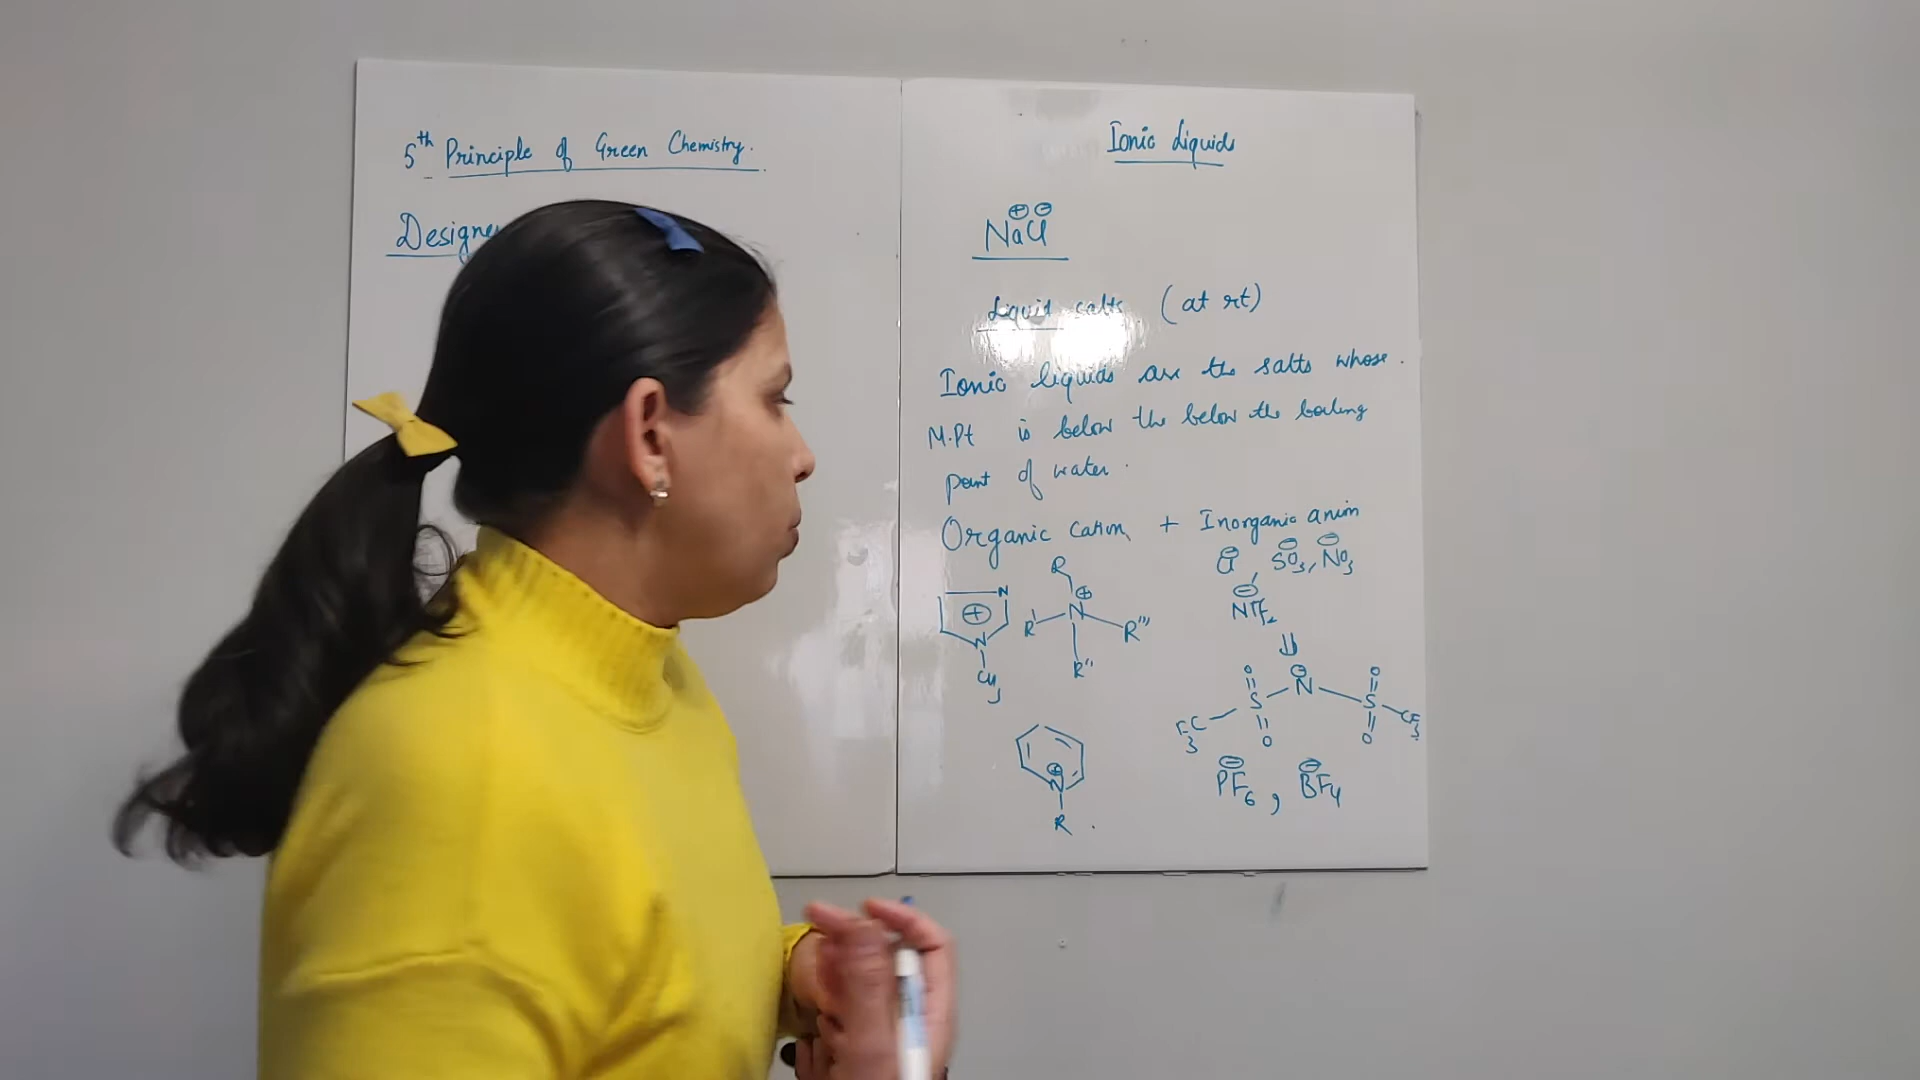 5th Principle of Green Chemistry.
Designe
Ionic Liquids
⊕ ⊖
NaCl
Liquid salts (at rt)
Ionic liquids are the salts whose.
M.Pt is below the below the boiling
point of water.
Organic Cation + Inorganic anion
⊖ ⊖ ⊖
Cl, SO3, NO3
R
N ⊕
⊕ ⊖
R' N R'''
NTf2
N
CH3 R''
⇓
O ⊖ O
S N S
F3C CF3
O O
⊖ ⊖
PF6, BF4
⊕
N
R.